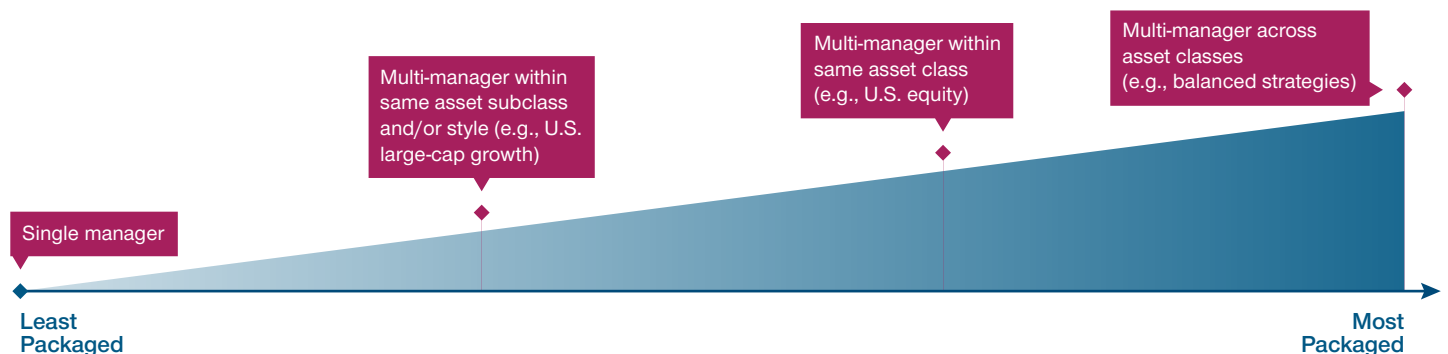 Single manager
Multi-manager within
same asset subclass
and/or style (e.g., U.S.
large-cap growth)
Multi-manager within
same asset class
(e.g., U.S. equity)
Multi-manager across
asset classes
(e.g., balanced strategies)
Least
Packaged
Most
Packaged